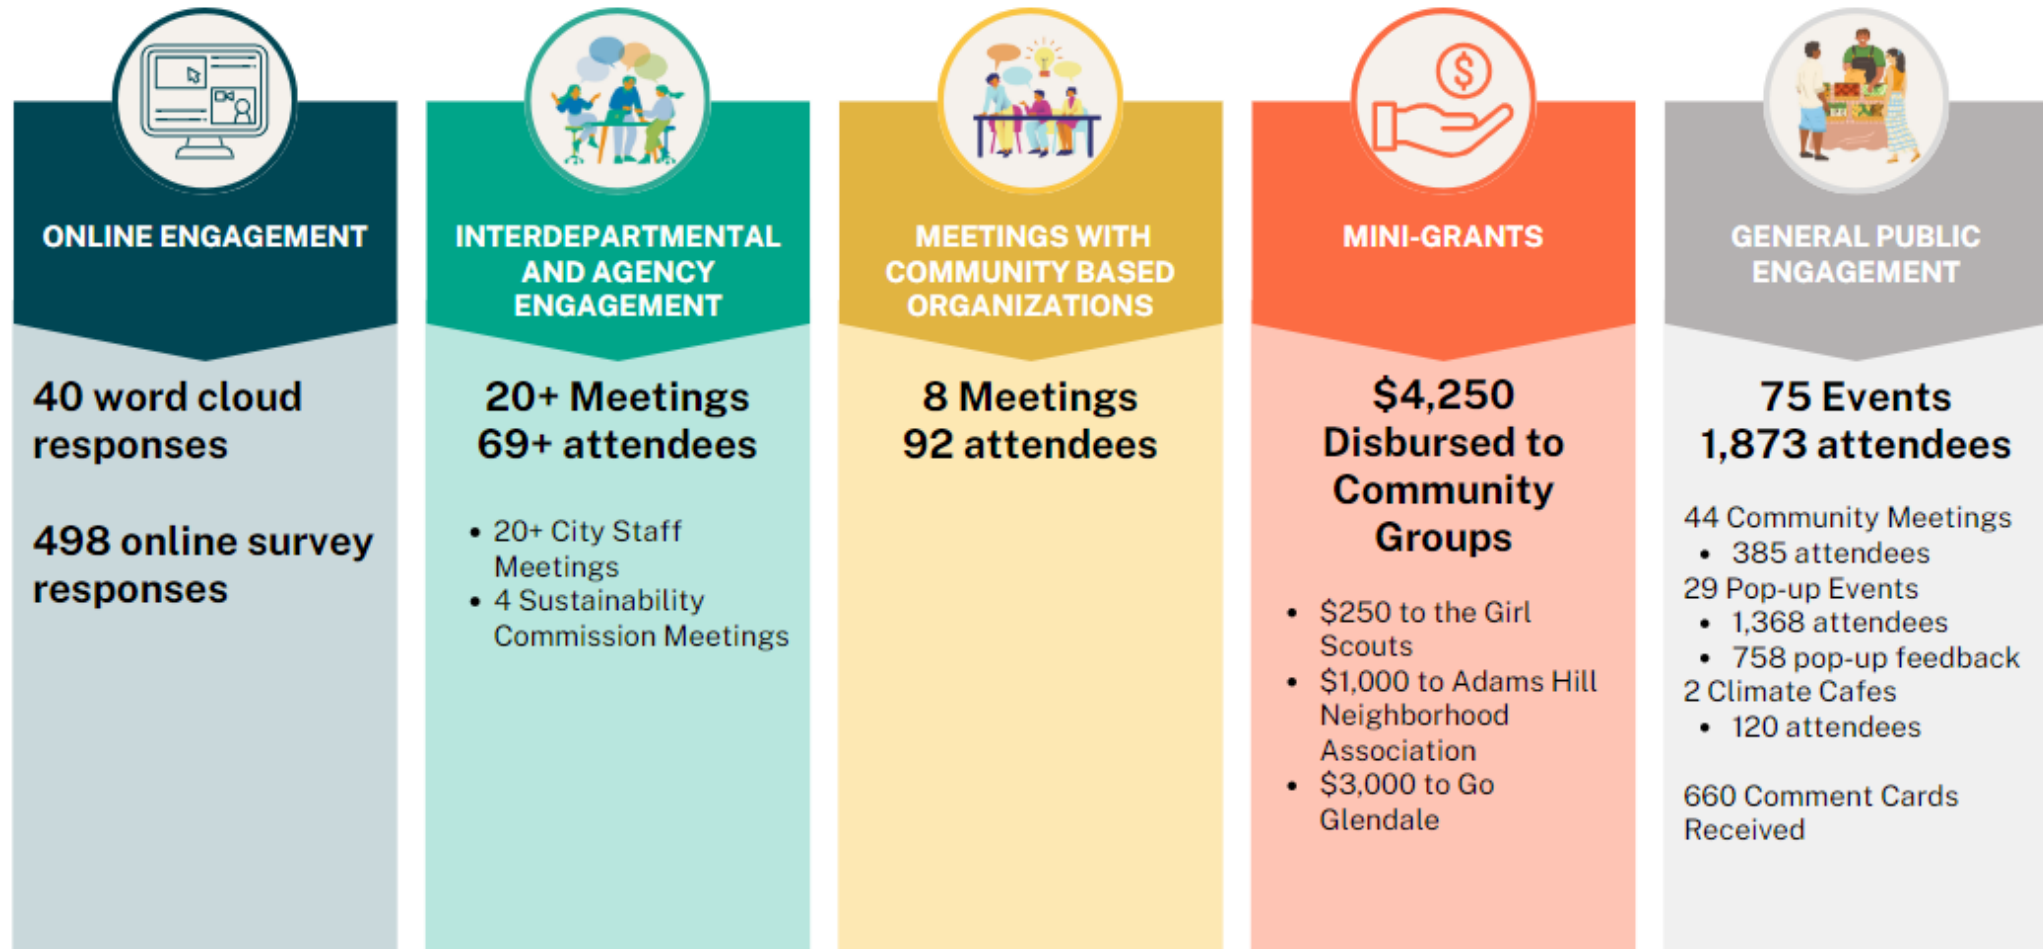 ONLINE ENGAGEMENT
40 word cloud
responses
498 online survey
responses
INTERDEPARTMENTAL
AND AGENCY
ENGAGEMENT
20+ Meetings
69+ attendees
• 20+ City Staff
Meetings
• 4 Sustainability
Commission Meetings
MEETINGS WITH
COMMUNITY BASED
ORGANIZATIONS
8 Meetings
92 attendees
MINI-GRANTS
$4,250
Disbursed to
Community
Groups
• $250 to the Girl
Scouts
• $1,000 to Adams Hill
Neighborhood
Association
• $3,000 to Go
Glendale
GENERAL PUBLIC
ENGAGEMENT
75 Events
1,873 attendees
44 Community Meetings
• 385 attendees
29 Pop-up Events
• 1,368 attendees
• 758 pop-up feedback
2 Climate Cafes
• 120 attendees
660 Comment Cards
Received